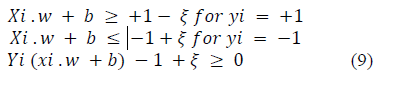 Xi .w + b ≥ +1− ξ for yi = +1
Xi .w + b ≤ |−1 + ξ for yi = −1
Yi (xi .w + b) − 1 + ξ ≥ 0 (9)